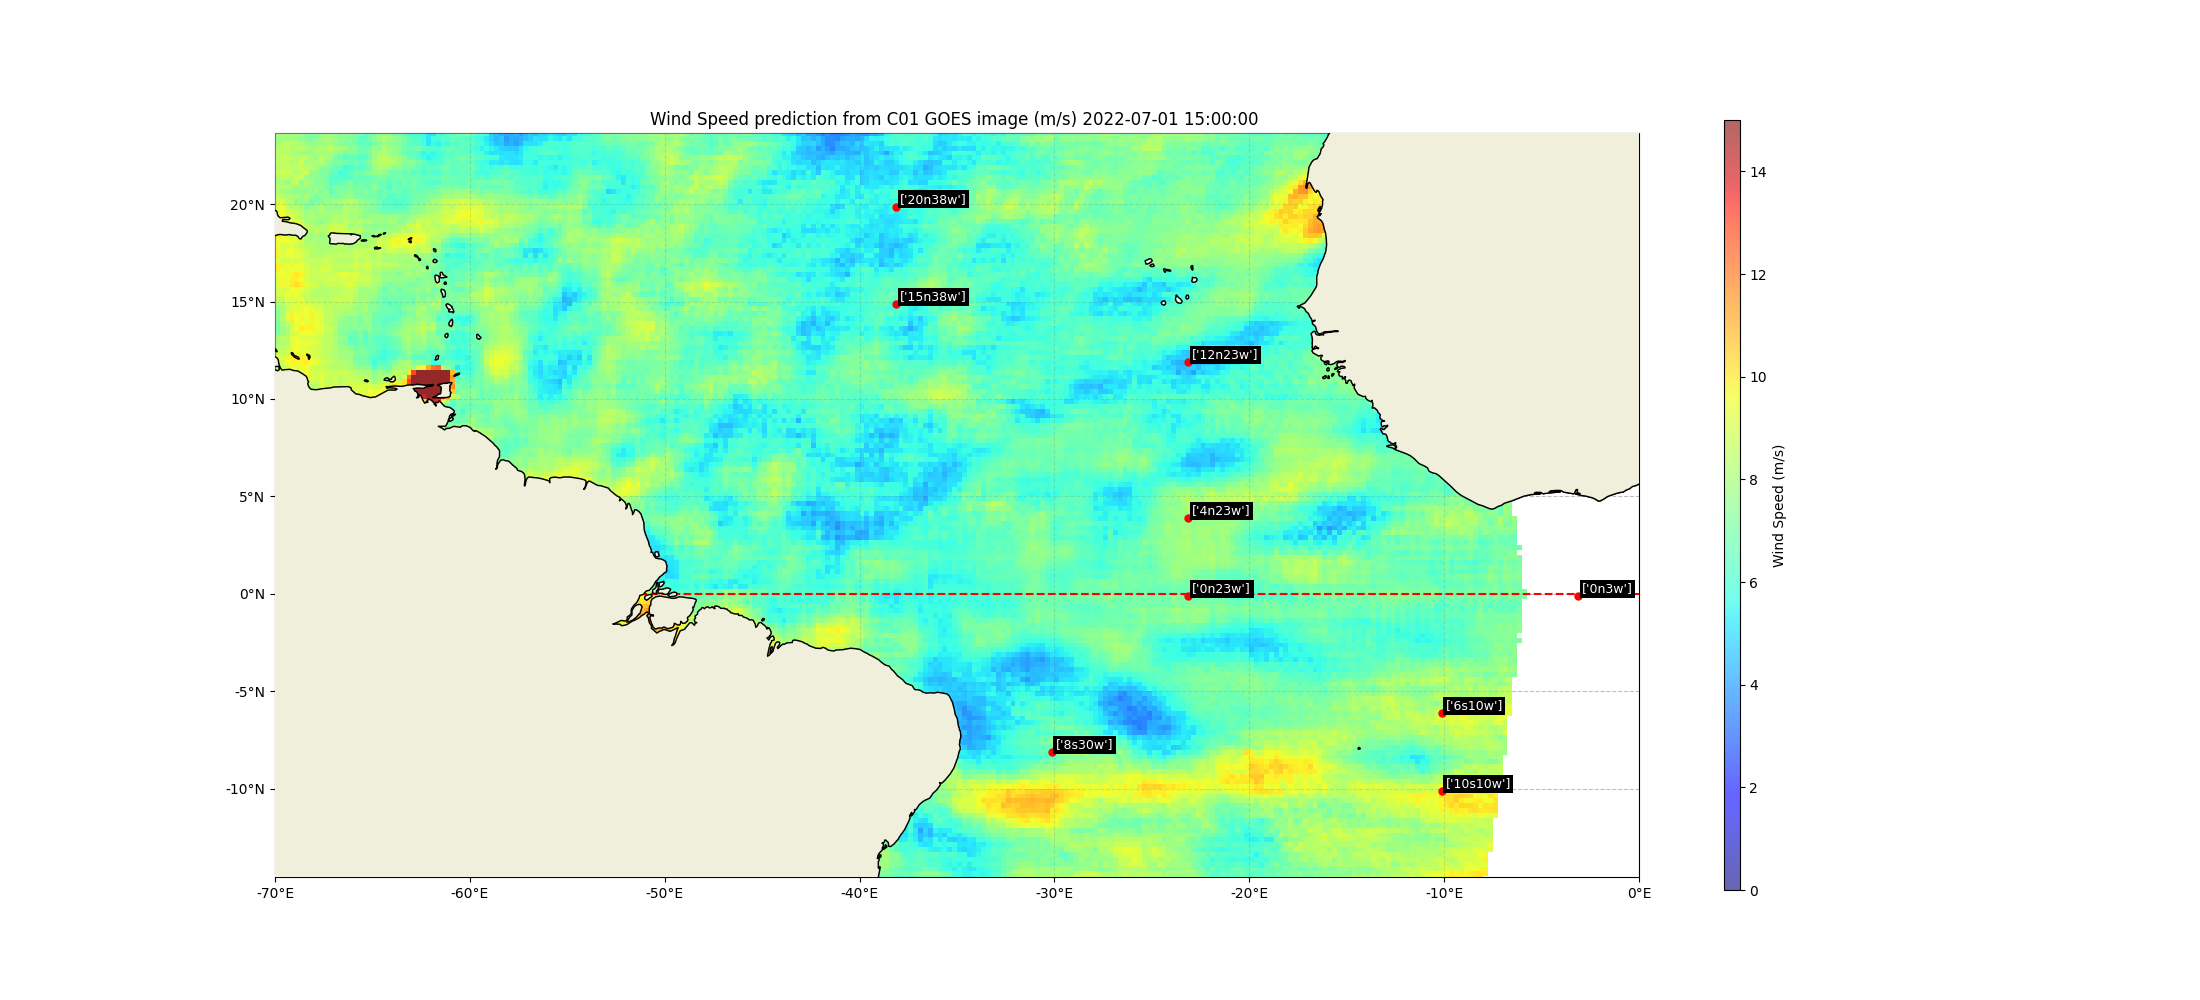 Wind Speed prediction from C01 GOES image (m/s) 2022-07-01 15:00:00
20°N
15°N
10°N
5°N
0°N
-5°N
-10°N
-70°E
-60°E
-50°E
-40°E
-30°E
-20°E
-10°E
0°E
['20n38w']
['15n38w']
['12n23w']
['4n23w']
['0n23w']
['0n3w']
['6s10w']
['8s30w']
['10s10w']
14
12
10
8
6
4
2
0
Wind Speed (m/s)